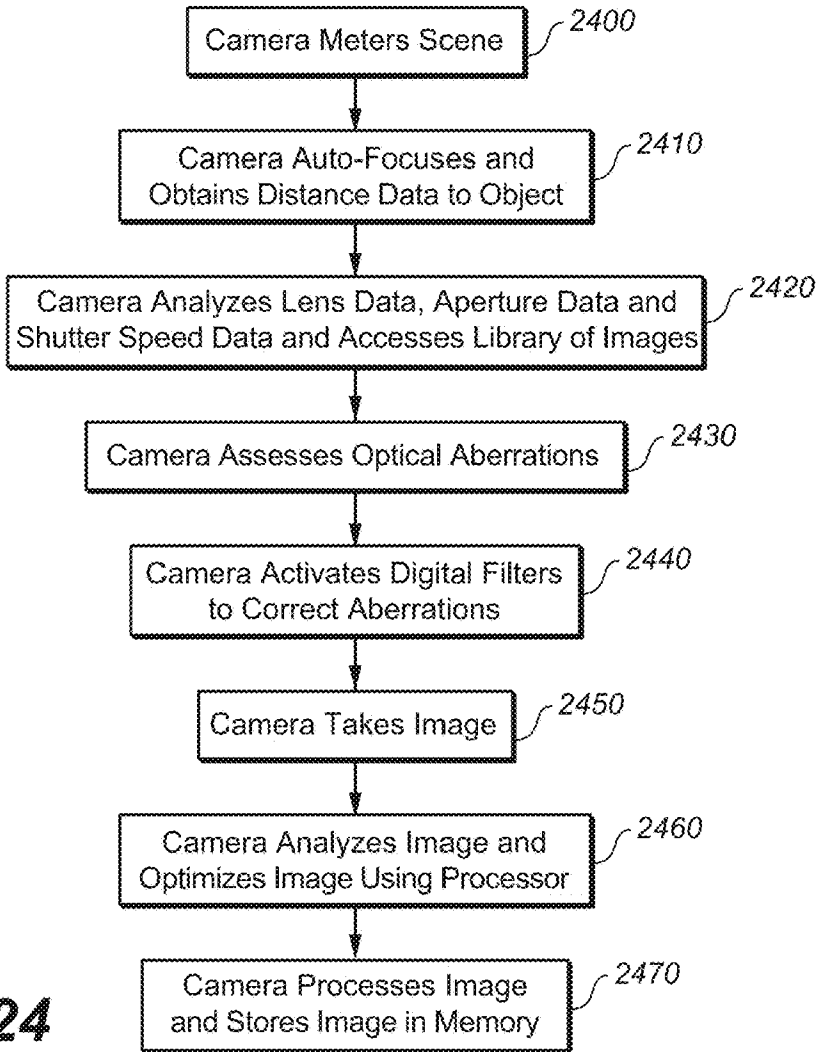 Camera Meters Scene
2400
Camera Auto-Focuses and
Obtains Distance Data to Object
2410
Camera Analyzes Lens Data, Aperture Data and
Shutter Speed Data and Accesses Library of Images
2420
Camera Assesses Optical Aberrations
2430
Camera Activates Digital Filters
to Correct Aberrations
2440
Camera Takes Image
2450
Camera Analyzes Image and
Optimizes Image Using Processor
2460
Camera Processes Image
and Stores Image in Memory
2470
24